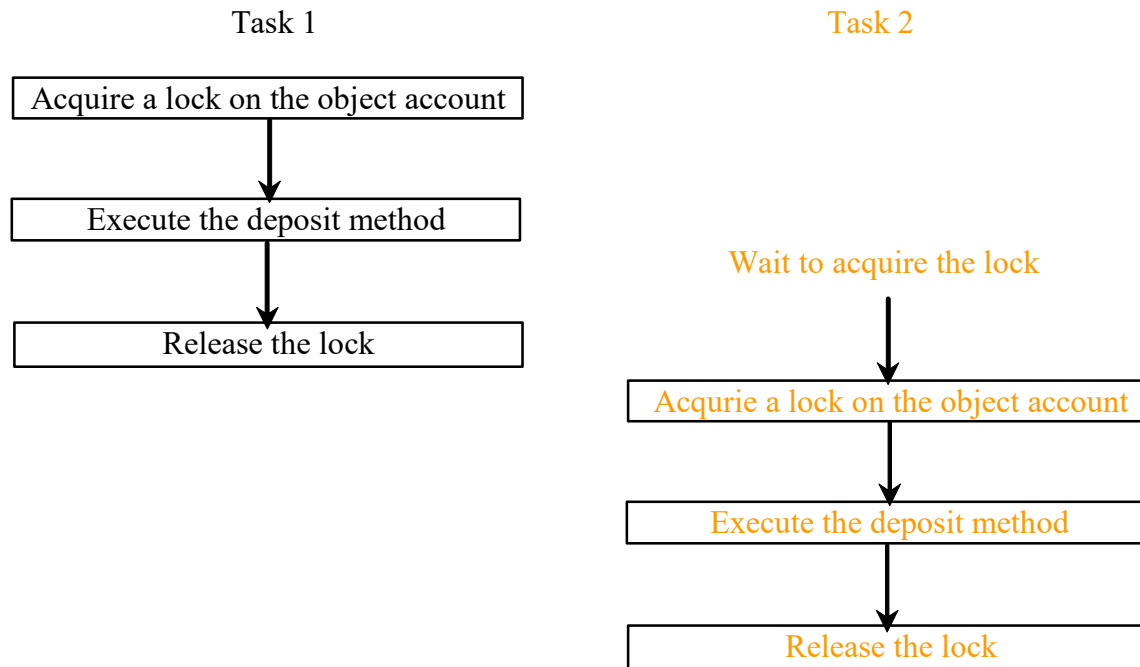 Task 1
Task 2
Acquire a lock on the object account
Execute the deposit method
Release the lock
Wait to acquire the lock
Acqurie a lock on the object account
Execute the deposit method
Release the lock